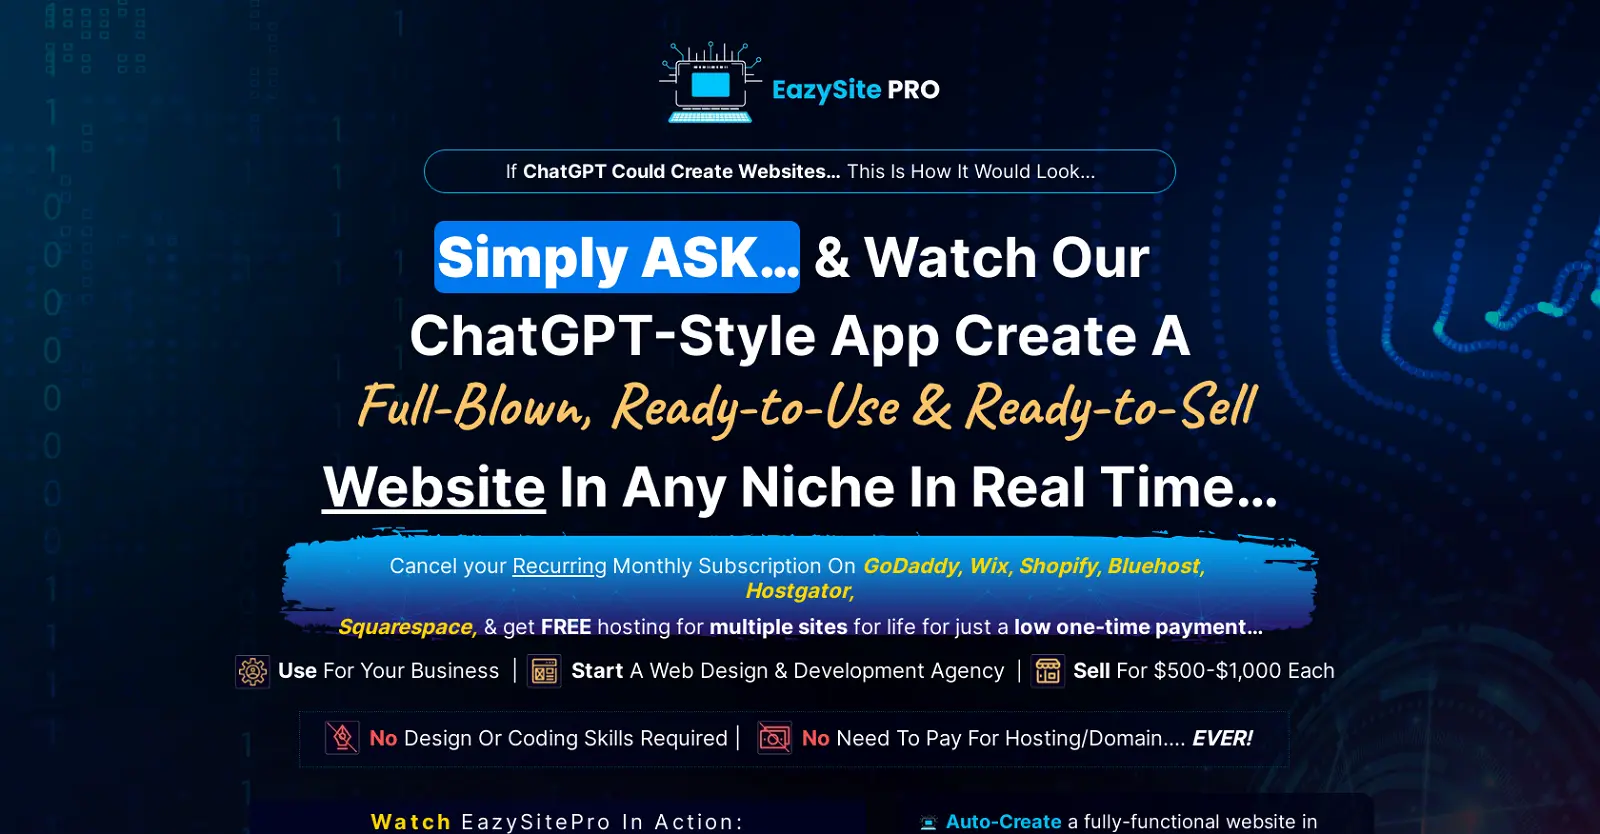 EazySite PRO
If ChatGPT Could Create Websites... This Is How It Would Look...
Simply ASK... & Watch Our
ChatGPT-Style App Create A
Full-Blown, Ready-to-Use & Ready-to-Sell
Website In Any Niche In Real Time...
Cancel your Recurring Monthly Subscription On GoDaddy, Wix, Shopify, Bluehost,
Hostgator,
Squarespace, & get FREE hosting for multiple sites for life for just a low one-time payment...
Use For Your Business | Start A Web Design & Development Agency | Sell For $500-$1,000 Each
No Design Or Coding Skills Required | No Need To Pay For Hosting/Domain.... EVER!
Watch EazySitePro In Action:
Auto-Create a fully-functional website in